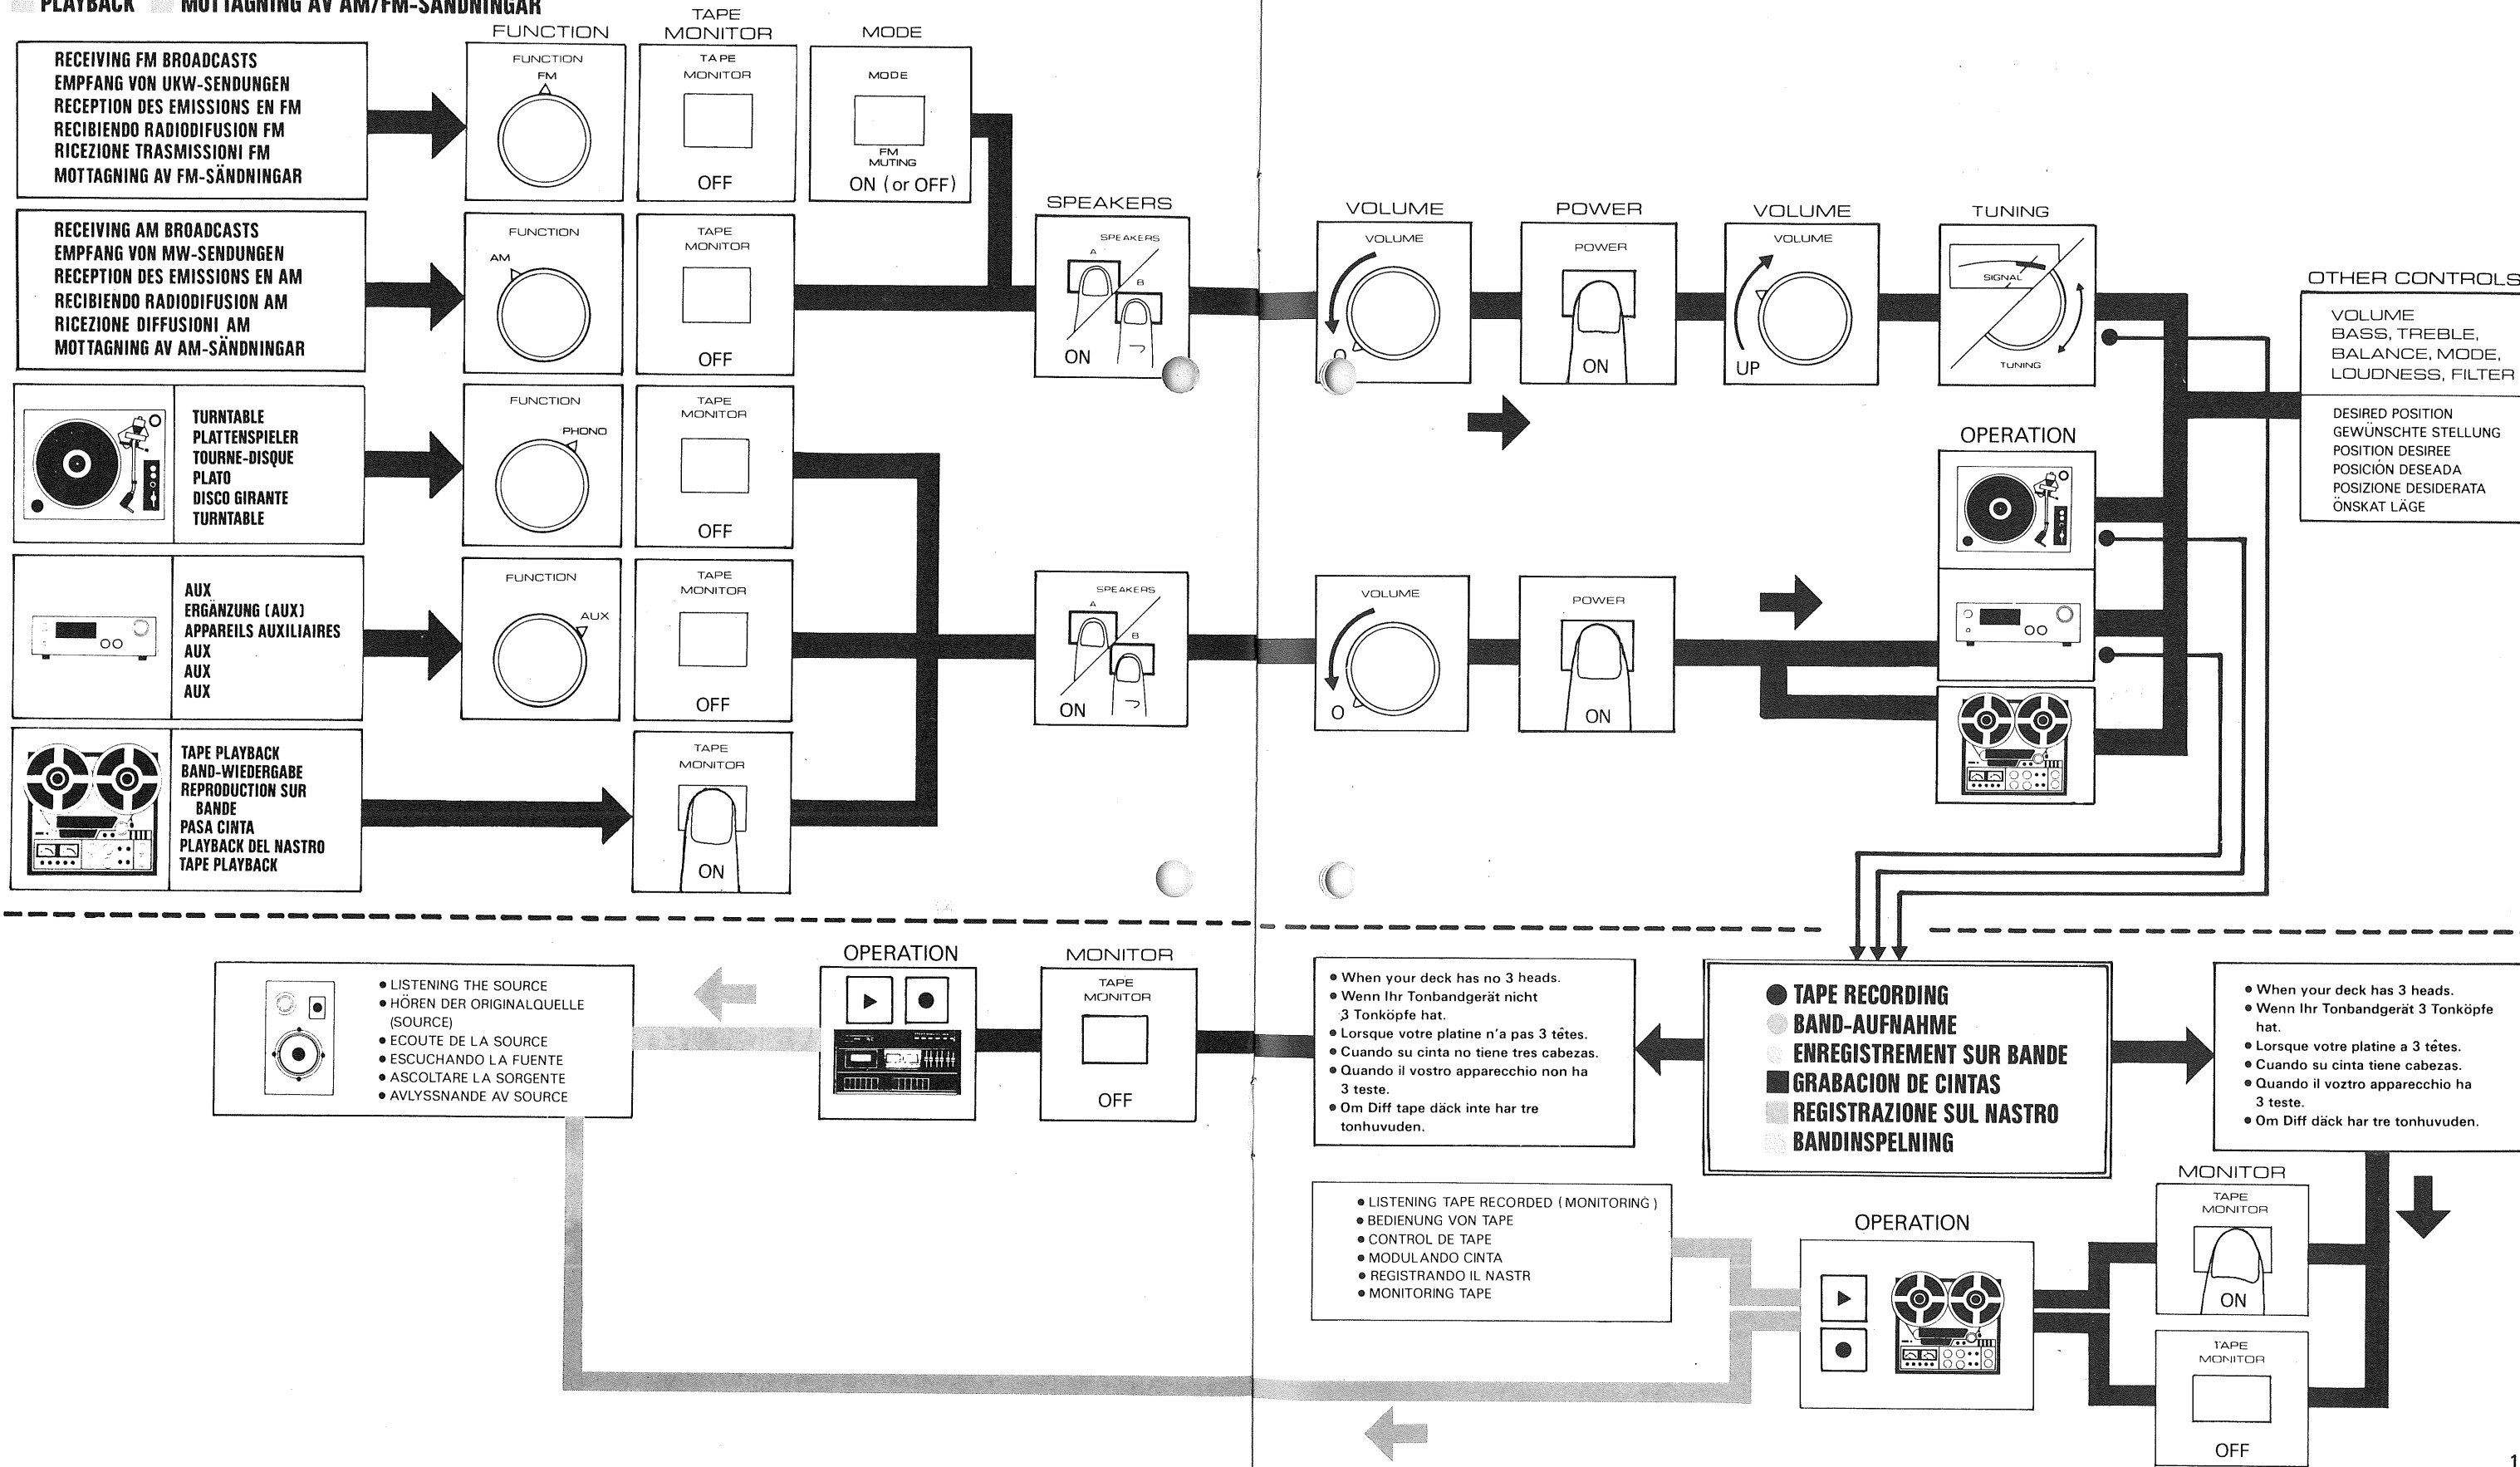 PLAYBACK MOTTAGNING AV AM/FM-SÄNDNINGAR
FUNCTION
TAPE
MONITOR
MODE
RECEIVING FM BROADCASTS
EMPFANG VON UKW-SENDUNGEN
RECEPTION DES EMISSIONS EN FM
RECIBIENDO RADIODIFUSION FM
RICEZIONE TRASMISSIONI FM
MOTTAGNING AV FM-SÄNDNINGAR
FUNCTION
FM
TAPE
MONITOR
OFF
MODE
FM
MUTING
ON (or OFF)
RECEIVING AM BROADCASTS
EMPFANG VON MW-SENDUNGEN
RECEPTION DES EMISSIONS EN AM
RECIBIENDO RADIODIFUSION AM
RICEZIONE DIFFUSIONI AM
MOTTAGNING AV AM-SÄNDNINGAR
FUNCTION
AM
TAPE
MONITOR
OFF
SPEAKERS
SPEAKERS
A
B
ON
VOLUME
VOLUME
O
POWER
POWER
ON
VOLUME
VOLUME
UP
TUNING
SIGNAL
TUNING
OTHER CONTROLS
VOLUME
BASS, TREBLE,
BALANCE, MODE,
LOUDNESS, FILTER
DESIRED POSITION
GEWÜNSCHTE STELLUNG
POSITION DESIREE
POSICIÓN DESEADA
POSIZIONE DESIDERATA
ÖNSKAT LÄGE
TURNTABLE
PLATTENSPIELER
TOURNE-DISQUE
PLATO
DISCO GIRANTE
TURNTABLE
FUNCTION
PHONO
TAPE
MONITOR
OFF
AUX
ERGÄNZUNG (AUX)
APPAREILS AUXILIAIRES
AUX
AUX
AUX
FUNCTION
AUX
TAPE
MONITOR
OFF
SPEAKERS
A
B
ON
VOLUME
O
POWER
ON
OPERATION
TAPE PLAYBACK
BAND-WIEDERGABE
REPRODUCTION SUR
BANDE
PASA CINTA
PLAYBACK DEL NASTRO
TAPE PLAYBACK
TAPE
MONITOR
ON
• LISTENING THE SOURCE
• HÖREN DER ORIGINALQUELLE
(SOURCE)
• ECOUTE DE LA SOURCE
• ESCUCHANDO LA FUENTE
• ASCOLTARE LA SORGENTE
• AVLYSSNANDE AV SOURCE
OPERATION
MONITOR
TAPE
MONITOR
OFF
• When your deck has no 3 heads.
• Wenn Ihr Tonbandgerät nicht
3 Tonköpfe hat.
• Lorsque votre platine n'a pas 3 têtes.
• Cuando su cinta no tiene tres cabezas.
• Quando il vostro apparecchio non ha
3 teste.
• Om Diff tape däck inte har tre
tonhuvuden.
TAPE RECORDING
BAND-AUFNAHME
ENREGISTREMENT SUR BANDE
GRABACION DE CINTAS
REGISTRAZIONE SUL NASTRO
BANDINSPELNING
• When your deck has 3 heads.
• Wenn Ihr Tonbandgerät 3 Tonköpfe
hat.
• Lorsque votre platine a 3 têtes.
• Cuando su cinta tiene cabezas.
• Quando il voztro apparecchio ha
3 teste.
• Om Diff däck har tre tonhuvuden.
• LISTENING TAPE RECORDED (MONITORING)
• BEDIENUNG VON TAPE
• CONTROL DE TAPE
• MODULANDO CINTA
• REGISTRANDO IL NASTR
• MONITORING TAPE
OPERATION
MONITOR
TAPE
MONITOR
ON
TAPE
MONITOR
OFF
1